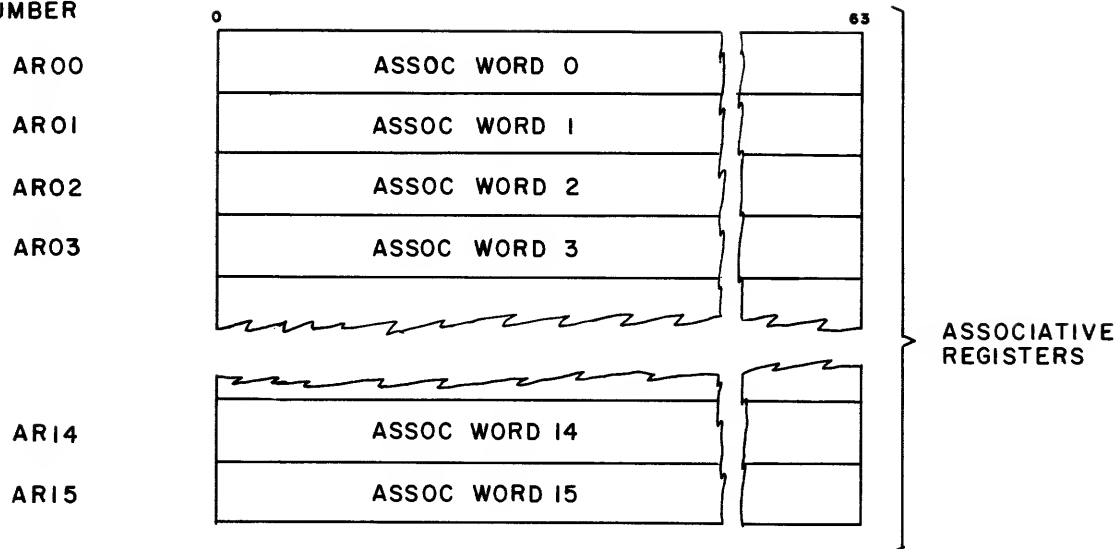 UMBER
0 63
AR00 ASSOC WORD 0
AR01 ASSOC WORD 1
AR02 ASSOC WORD 2
AR03 ASSOC WORD 3
ASSOCIATIVE
REGISTERS
AR14 ASSOC WORD 14
AR15 ASSOC WORD 15